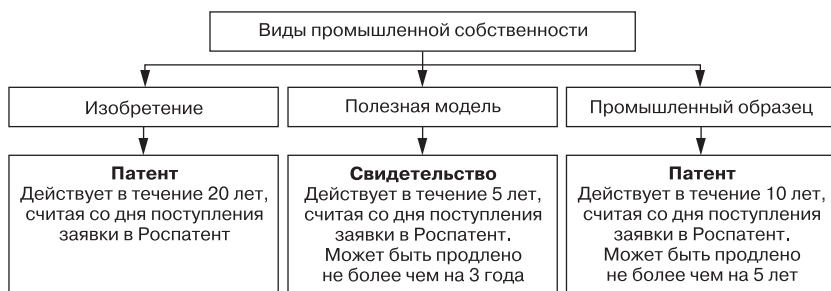 Виды промышленной собственности
Изобретение
Полезная модель
Промышленный образец
Патент
Действует в течение 20 лет,
считая со дня поступления
заявки в Роспатент
Свидетельство
Действует в течение 5 лет,
считая со дня поступления
заявки в Роспатент.
Может быть продлено
не более чем на 3 года
Патент
Действует в течение 10 лет,
считая со дня поступления
заявки в Роспатент.
Может быть продлено
не более чем на 5 лет